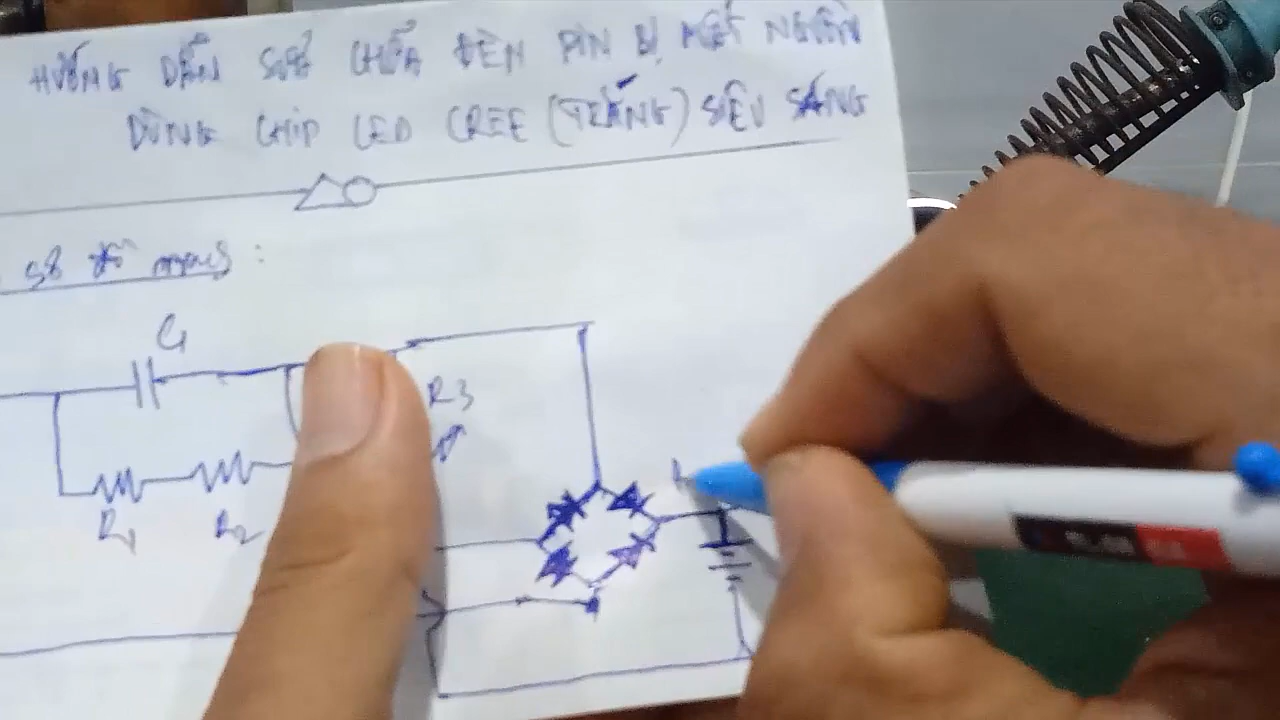 HƯỚNG DẪN SỬA CHỮA ĐÈN PIN BỊ MẤT NGUỒN
DÙNG CHIP LED CREE (TRẮNG) SIÊU SÁNG
sơ đồ mạch :
C1
R3
R1 R2